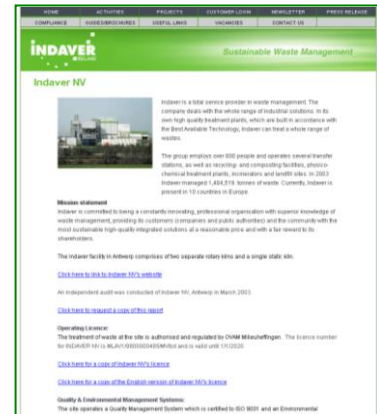 HOME ACTIVITIES PROJECTS CUSTOMER LOGIN NEWSLETTER PRESS RELEASE
COMPLIANCE GUIDES/BROCHURES USEFUL LINKS VACANCIES CONTACT US
INDAVER
IRELAND
Sustainable Waste Management
Indaver NV
Indaver is a total service provider in waste management. The
company deals with the whole range of industrial solutions. In its
own high quality treatment plants, which are built in accordance
with the Best Available Technology, Indaver can treat a whole range of
wastes.
The group employs over 800 people and operates several transfer
stations, as well as recycling- and composting facilities, physico-
chemical treatment plants, incinerators and landfill sites. In 2003
Indaver managed tonnes of waste. Currently, Indaver is
present in 10 countries in Europe.
Mission statement
Indaver is committed to being a constantly innovating, professional organisation with superior knowledge of
waste management, providing its customers (companies and public authorities) and the community with the
most sustainable high-quality integrated solutions at a reasonable price and with a fair reward to its
shareholders.
The Indaver facility in Antwerp comprises of two separate rotary kilns and a single static kiln.
Click here to link to Indaver NV's website
An independent audit was conducted of Indaver NV, Antwerp in March 2003.
Click here to request a copy of this report
Operating Licence:
The treatment of waste at the site is authorised and regulated by OVAM Milieuheffingen. The licence number
for INDAVER NV is and is valid until 1/1/2020.
Click here for a copy of Indaver NV's licence
Click here for a copy of the English version of Indaver NV's licence
Quality & Environmental Management Systems:
The site operates a Quality Management System which is certified to ISO 9001 and an Environmental